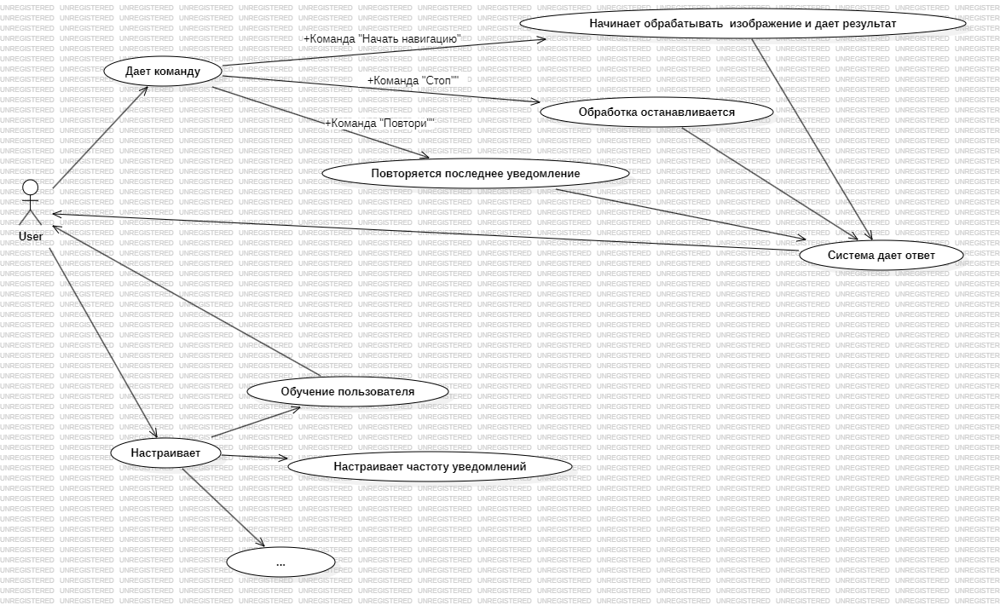 Начинает обрабатывать  изображение и дает результат
+Команда "Начать навигацию"
Дает команду
+Команда "Стоп""
Обработка останавливается
+Команда "Повтори""
Повторяется последнее уведомление
User
Система дает ответ
Обучение пользователя
Настраивает
Настраивает частоту уведомлений
...
UNREGISTERED